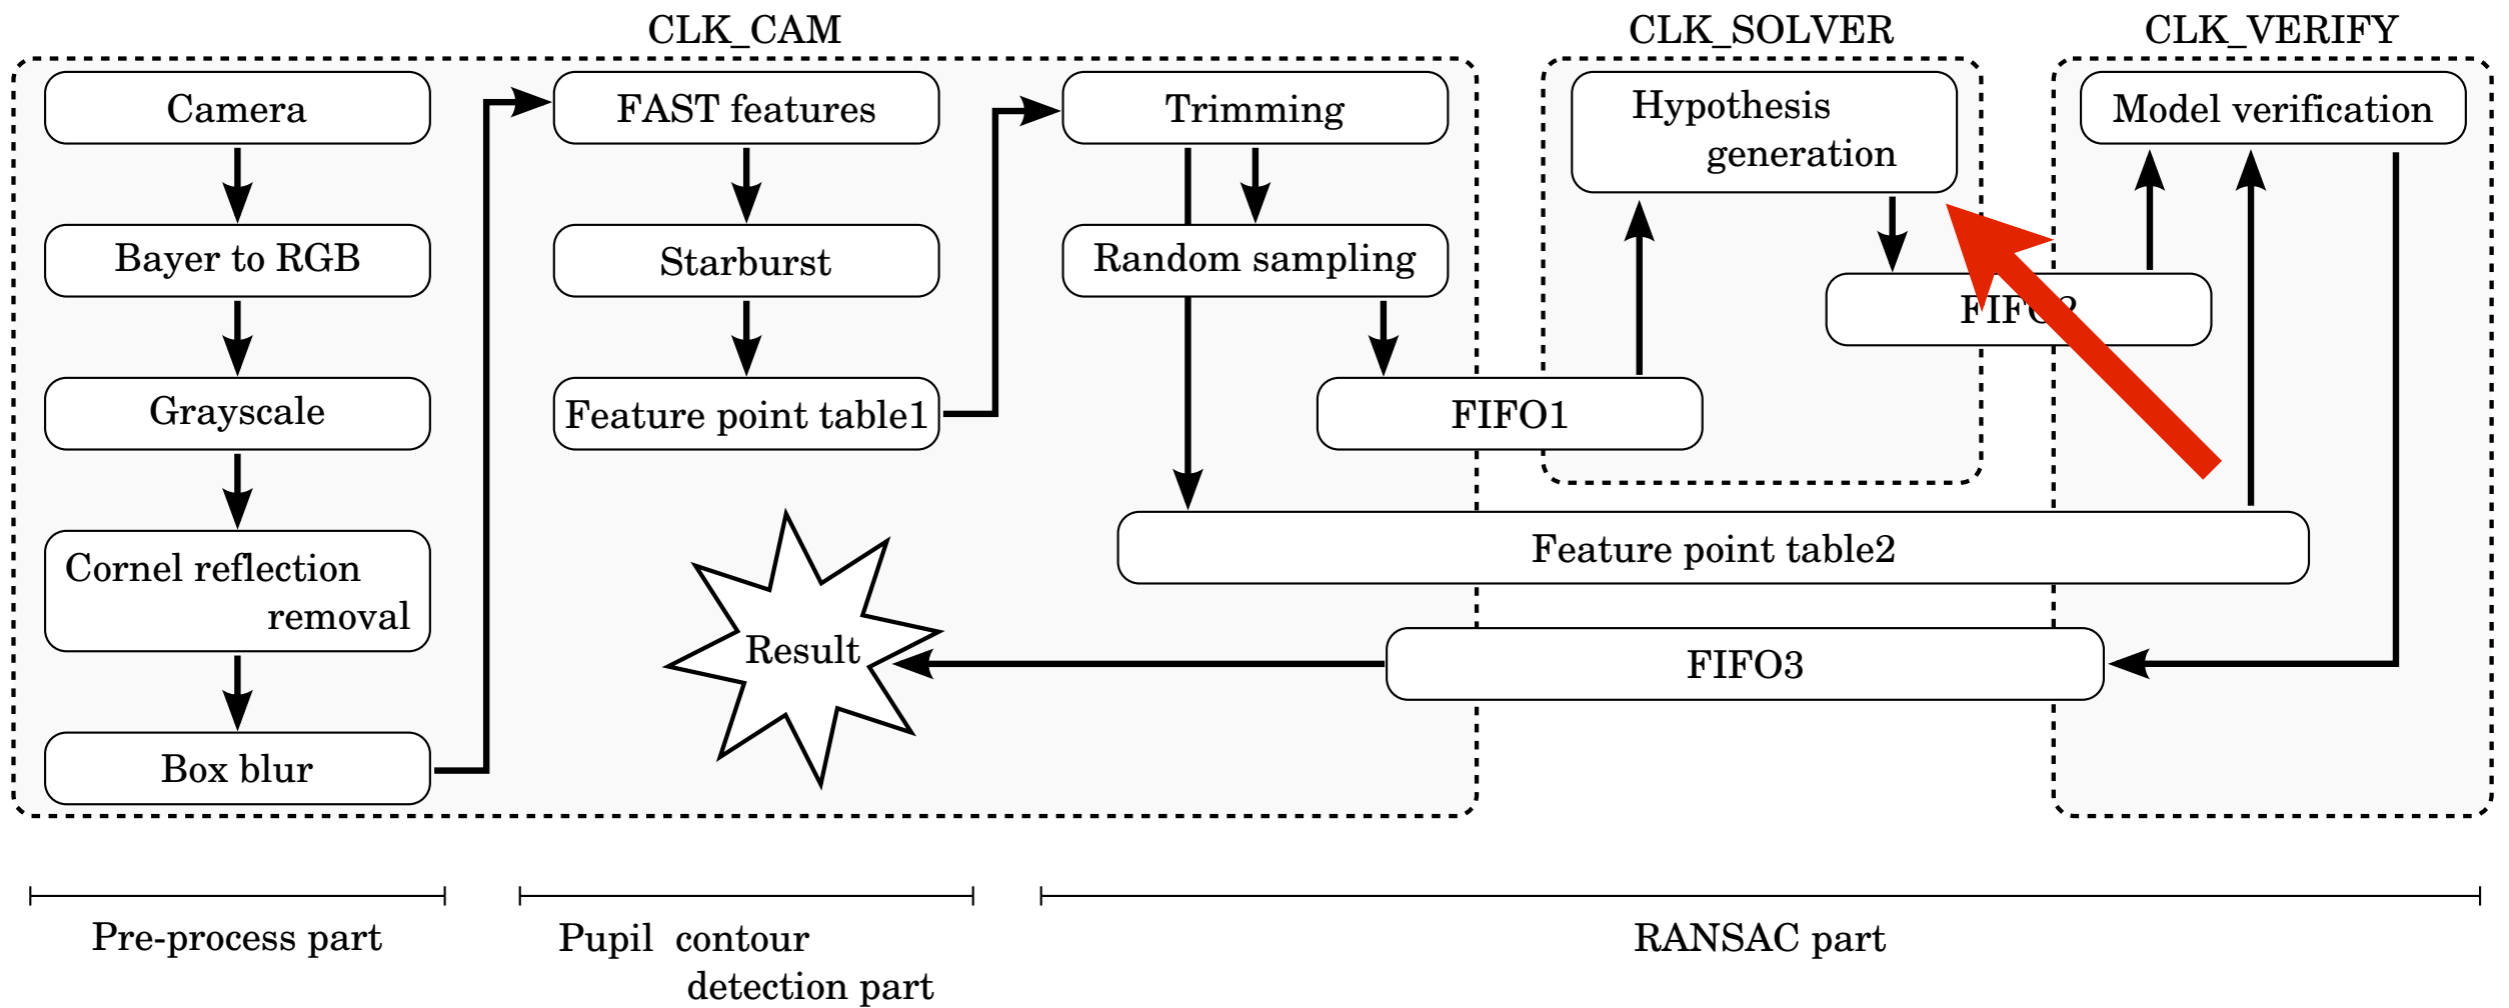 CLK_CAM
CLK_SOLVER
CLK_VERIFY
Camera
Bayer to RGB
Grayscale
Cornel reflection
removal
Box blur
FAST features
Starburst
Feature point table1
Trimming
Random sampling
FIFO1
Hypothesis
generation
Model verification
Feature point table2
FIFO3
Result
Pre-process part
Pupil contour
detection part
RANSAC part